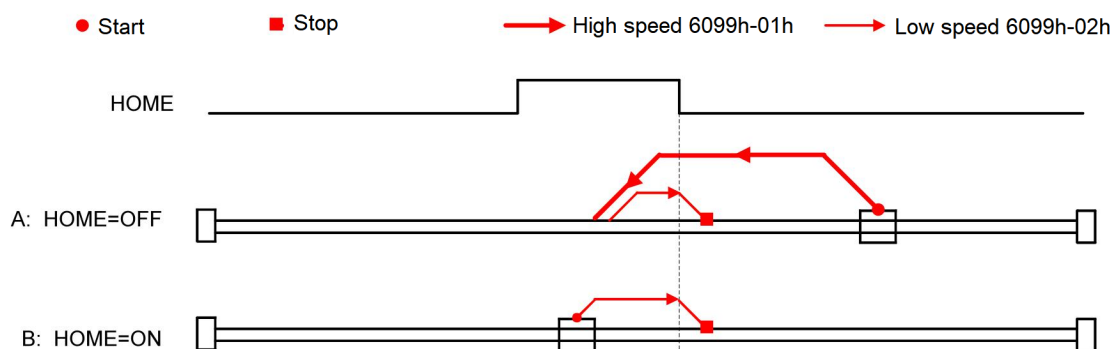 Start Stop High speed 6099h-01h Low speed 6099h-02h
HOME
A: HOME=OFF
B: HOME=ON